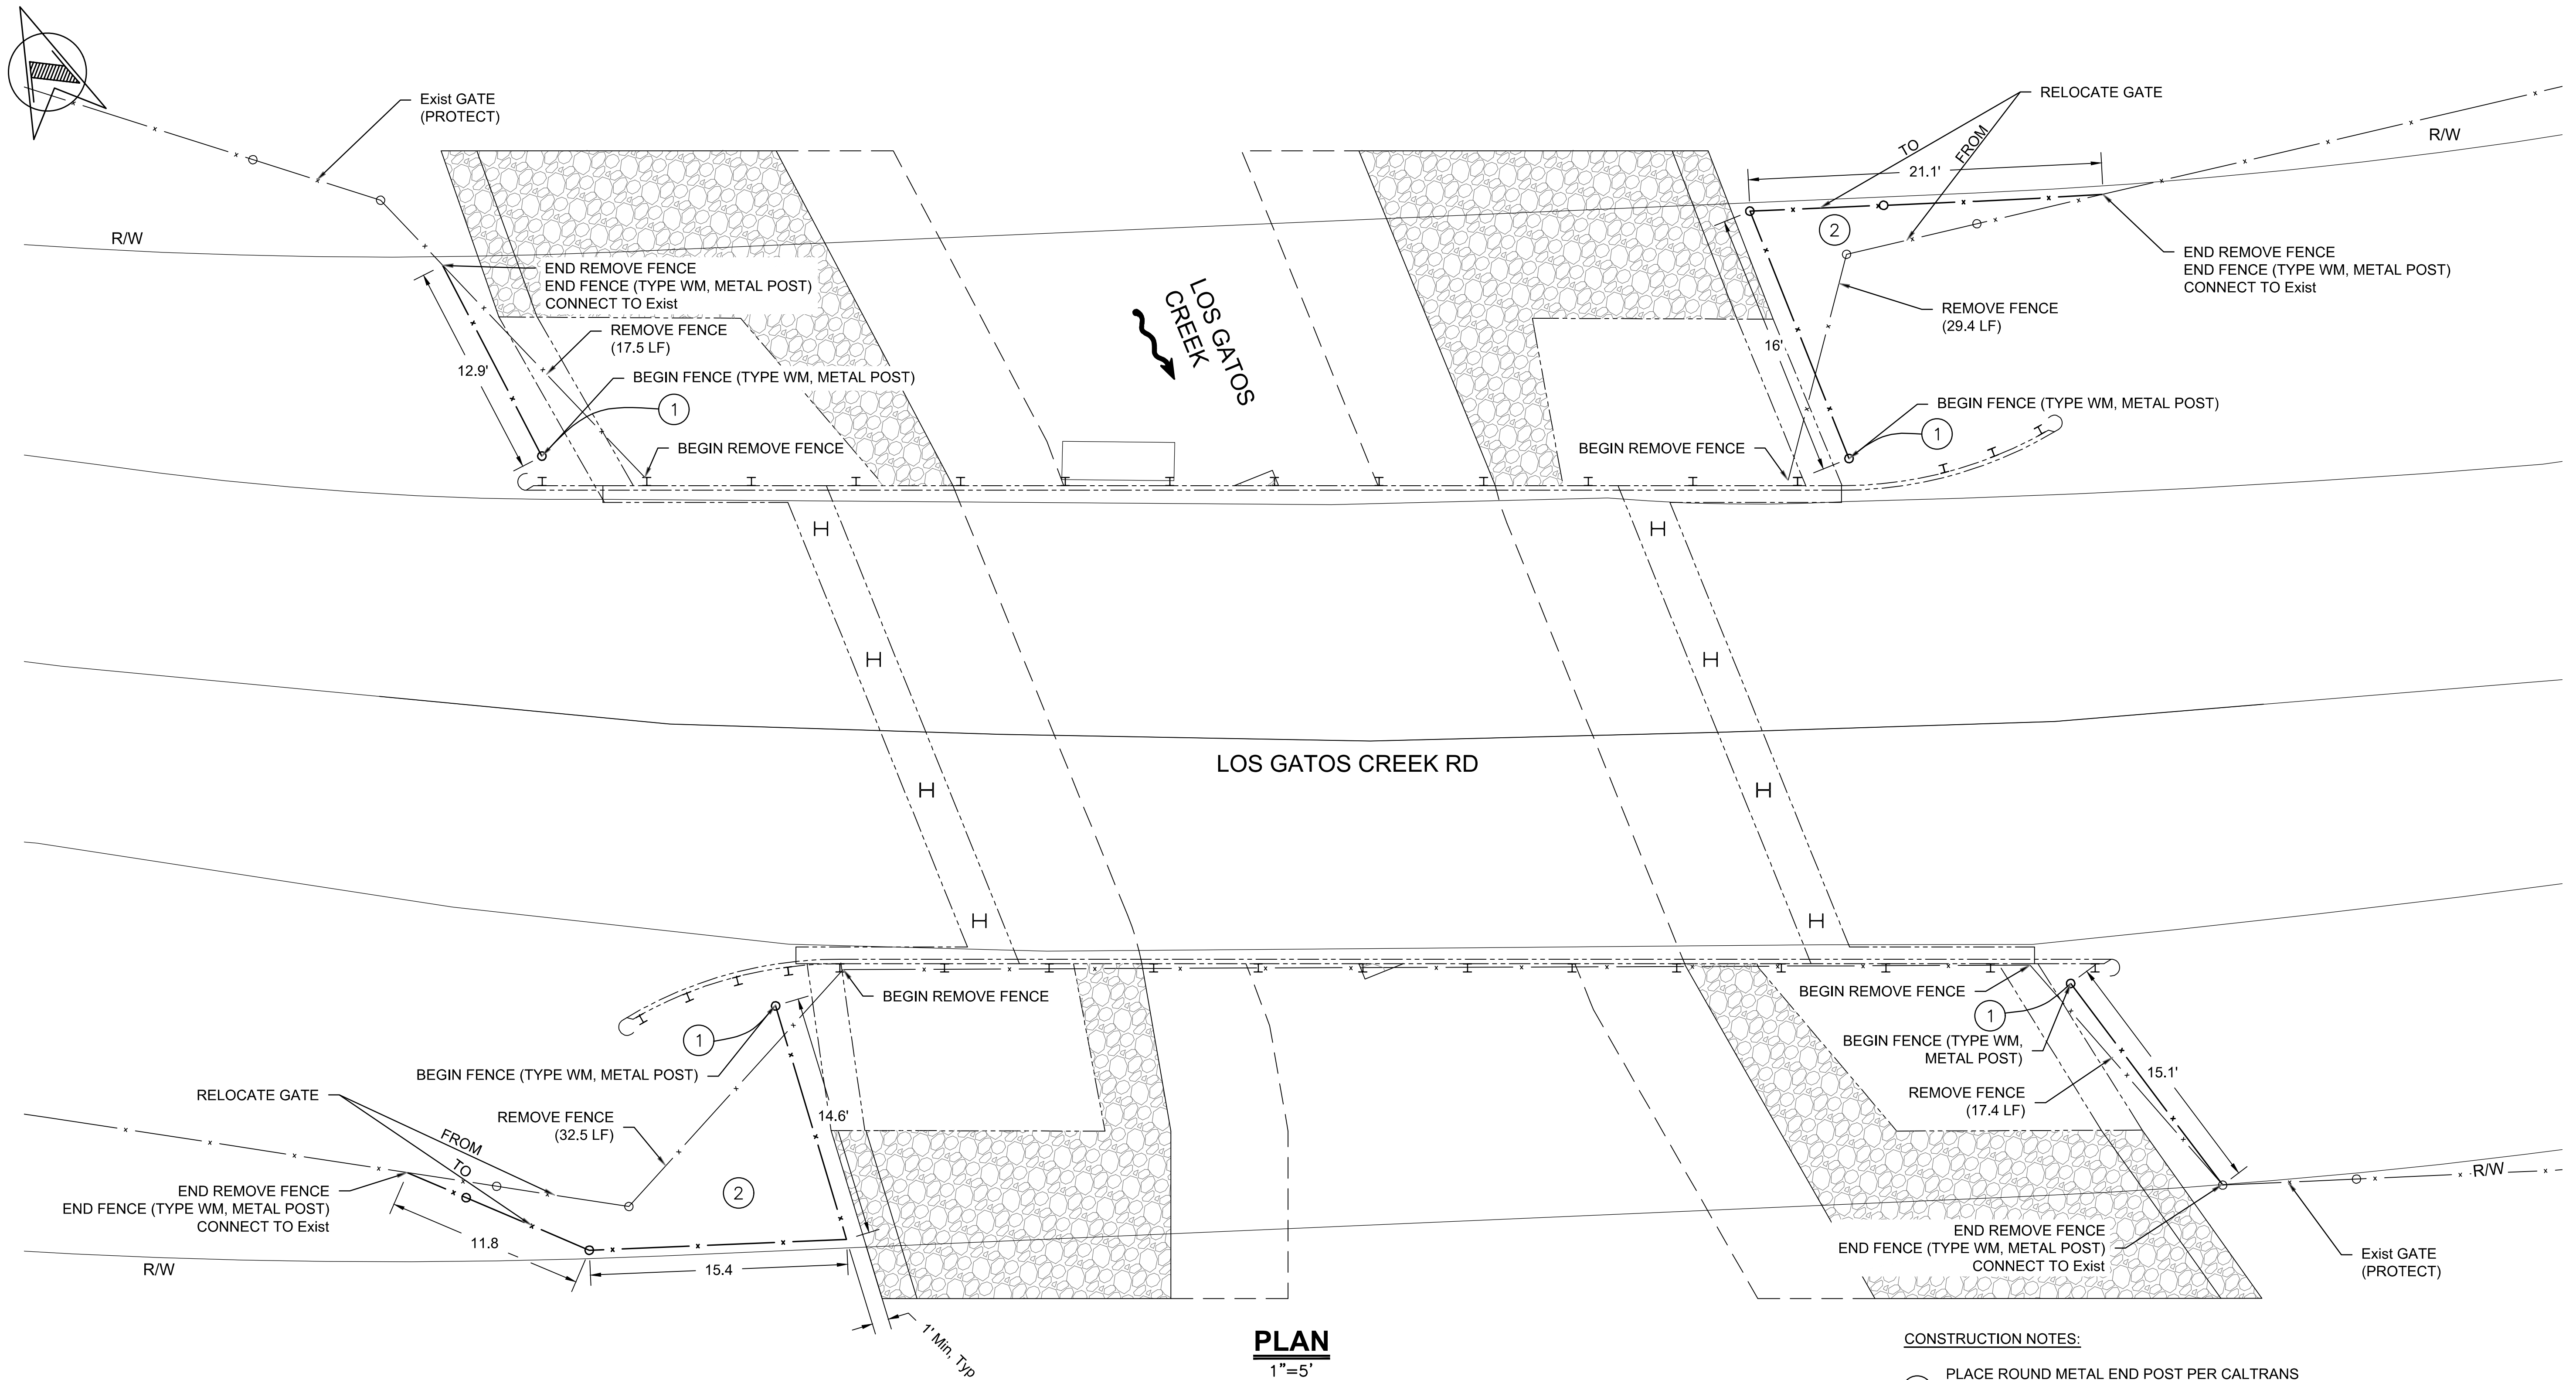 Exist GATE
(PROTECT)
RELOCATE GATE
TO
FROM
R/W
21.1'
R/W
2
END REMOVE FENCE
END FENCE (TYPE WM, METAL POST)
CONNECT TO Exist
END REMOVE FENCE
END FENCE (TYPE WM, METAL POST)
CONNECT TO Exist
LOS GATOS
CREEK
REMOVE FENCE
(29.4 LF)
REMOVE FENCE
(17.5 LF)
16'
12.9'
BEGIN FENCE (TYPE WM, METAL POST)
1
BEGIN FENCE (TYPE WM, METAL POST)
1
BEGIN REMOVE FENCE
BEGIN REMOVE FENCE
LOS GATOS CREEK RD
BEGIN REMOVE FENCE
BEGIN REMOVE FENCE
1
1
BEGIN FENCE (TYPE WM,
METAL POST)
BEGIN FENCE (TYPE WM, METAL POST)
15.1'
RELOCATE GATE
REMOVE FENCE
(17.4 LF)
REMOVE FENCE
(32.5 LF)
14.6'
FROM
TO
R/W
2
END REMOVE FENCE
END FENCE (TYPE WM, METAL POST)
CONNECT TO Exist
END REMOVE FENCE
END FENCE (TYPE WM, METAL POST)
CONNECT TO Exist
11.8
Exist GATE
(PROTECT)
R/W
15.4
1' Min, Typ
PLAN
1"=5'
CONSTRUCTION NOTES:
PLACE ROUND METAL END POST PER CALTRANS